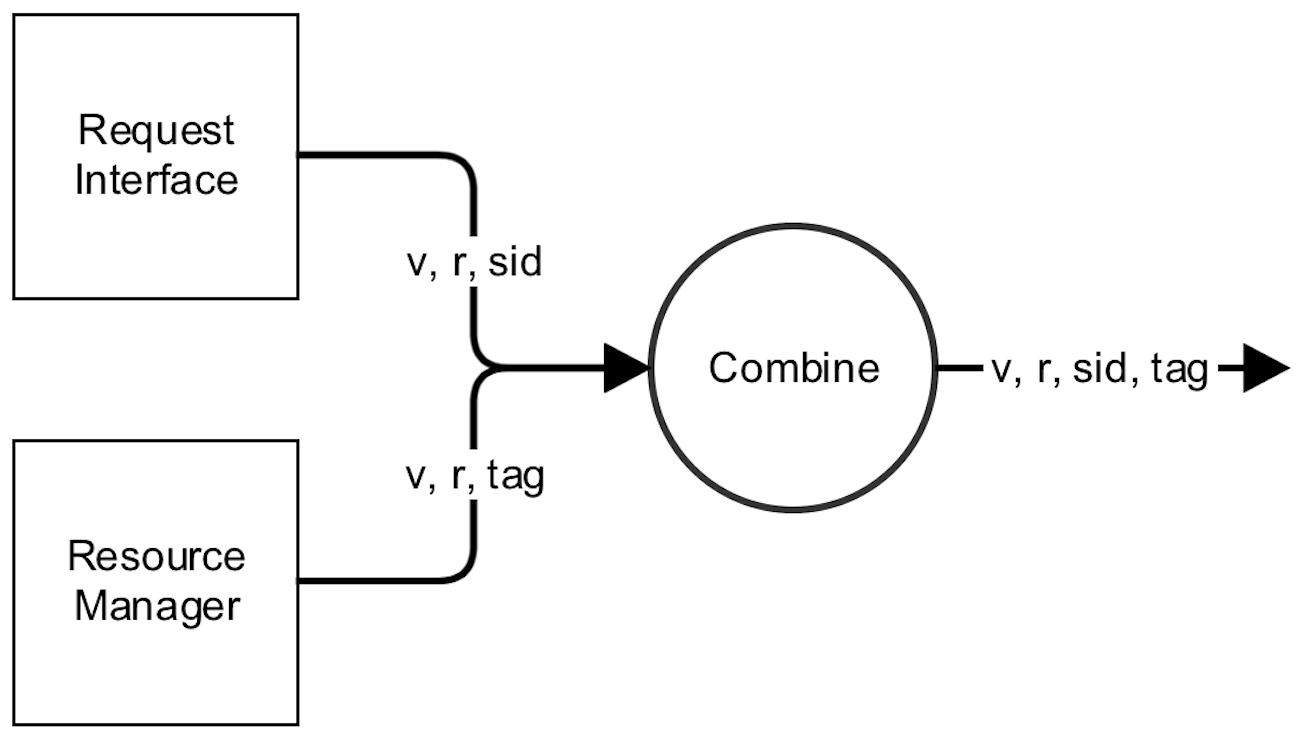 Request
Interface
v, r, sid
Combine
v, r, sid, tag
v, r, tag
Resource
Manager